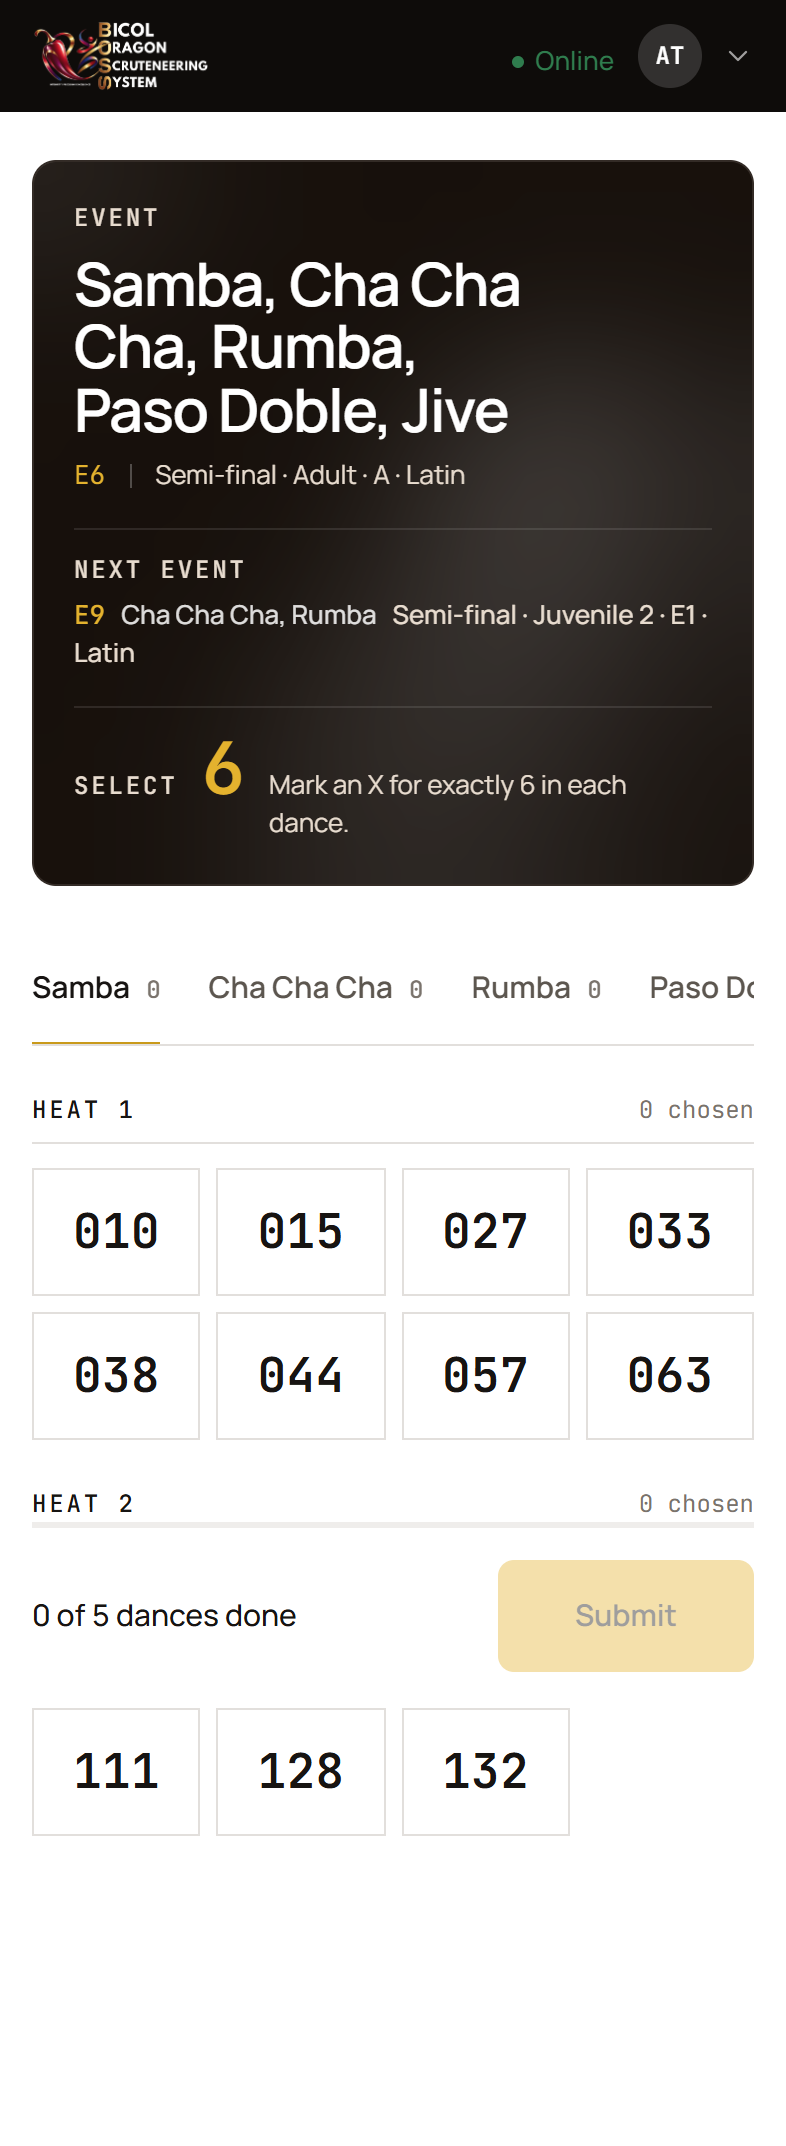 BICOL
DRAGON
SCRUTENEERING
SYSTEM
Online
AT
EVENT
Samba, Cha Cha
Cha, Rumba,
Paso Doble, Jive
E6 | Semi-final · Adult · A · Latin
NEXT EVENT
E9 Cha Cha Cha, Rumba Semi-final · Juvenile 2 · E1 ·
Latin
SELECT 6 Mark an X for exactly 6 in each
dance.
Samba 0 Cha Cha Cha 0 Rumba 0 Paso Do
HEAT 1 0 chosen
010 015 027 033
038 044 057 063
HEAT 2 0 chosen
0 of 5 dances done Submit
111 128 132